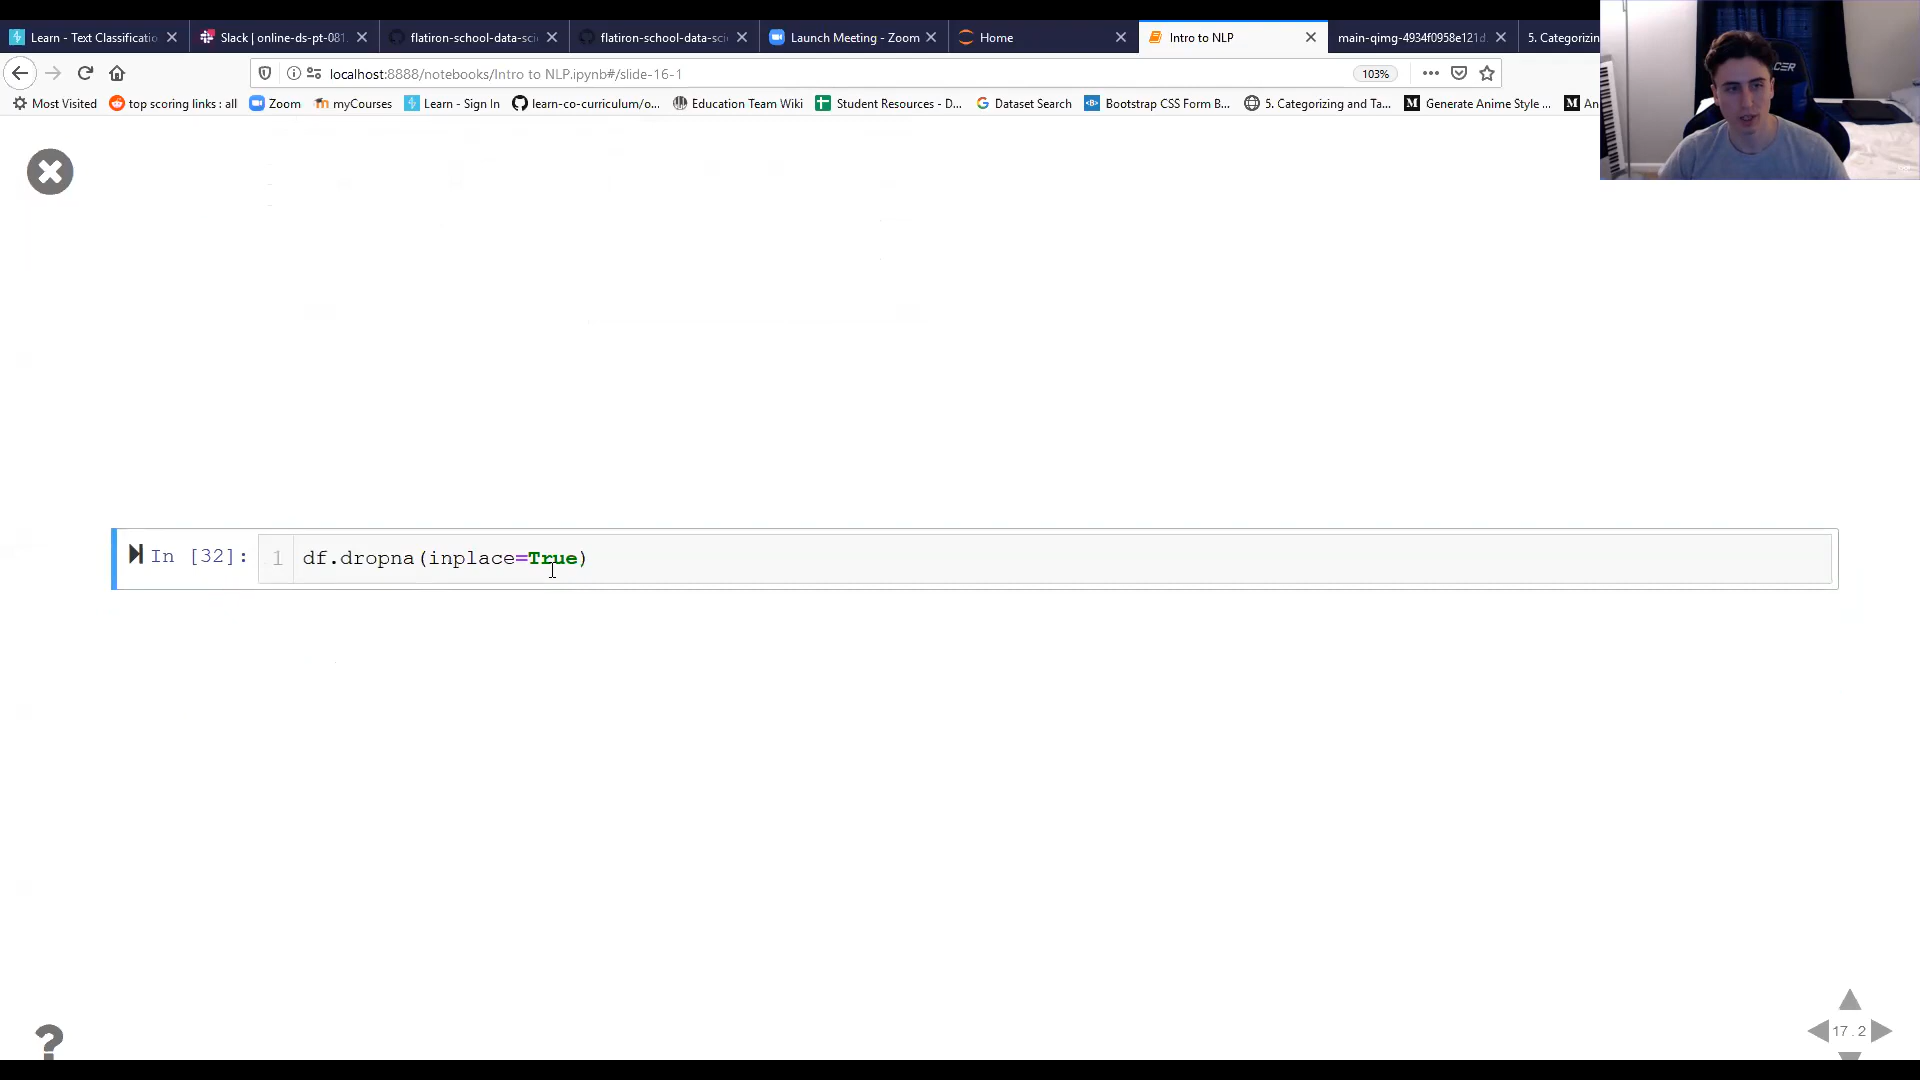 Learn - Text Classificatio
Slack | online-ds-pt-081
flatiron-school-data-sci
flatiron-school-data-sci
Launch Meeting - Zoom
Home
Intro to NLP
main-qimg-4934f0958e121d
5. Categorizin
localhost:8888/notebooks/Intro to NLP.ipynb#/slide-16-1
103%
Most Visited
top scoring links : all
Zoom
myCourses
Learn - Sign In
learn-co-curriculum/o...
Education Team Wiki
Student Resources - D...
Dataset Search
Bootstrap CSS Form B...
5. Categorizing and Ta...
Generate Anime Style ...
An
In [32]:
1 df.dropna(inplace=True)
?
17.2